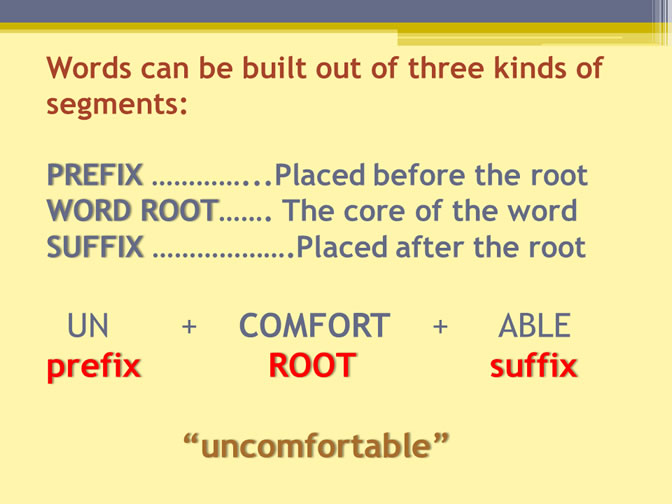 Words can be built out of three kinds of
segments:
PREFIX …………...Placed before the root
WORD ROOT……. The core of the word
SUFFIX ……………….Placed after the root
UN + COMFORT + ABLE
prefix ROOT suffix
“uncomfortable”